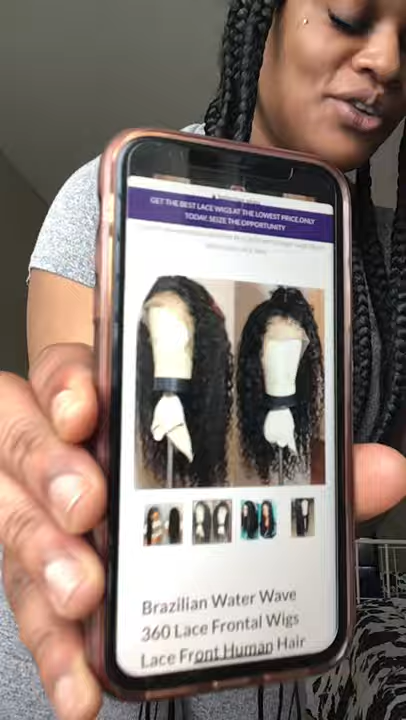 GET THE BEST LACE WIGS AT THE LOWEST PRICE.ONLY
TODAY. SEIZE THE OPPORTUNITY
Brazilian Water Wave
360 Lace Frontal Wigs
Lace Front Human Hair